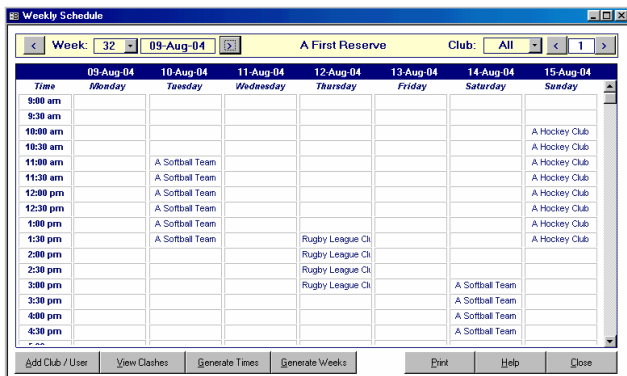 Weekly Schedule
< Week: 32 09-Aug-04 > A First Reserve Club: All < 1 >
09-Aug-04 10-Aug-04 11-Aug-04 12-Aug-04 13-Aug-04 14-Aug-04 15-Aug-04
Time Monday Tuesday Wednesday Thursday Friday Saturday Sunday
9:00 am
9:30 am
10:00 am A Hockey Club
10:30 am A Hockey Club
11:00 am A Softball Team A Hockey Club
11:30 am A Softball Team A Hockey Club
12:00 pm A Softball Team A Hockey Club
12:30 pm A Softball Team A Hockey Club
1:00 pm A Softball Team A Hockey Club
1:30 pm A Softball Team Rugby League Clu A Hockey Club
2:00 pm Rugby League Clu
2:30 pm Rugby League Clu
3:00 pm Rugby League Clu A Softball Team
3:30 pm A Softball Team
4:00 pm A Softball Team
4:30 pm A Softball Team
Add Club / User View Clashes Generate Times Generate Weeks Print Help Close